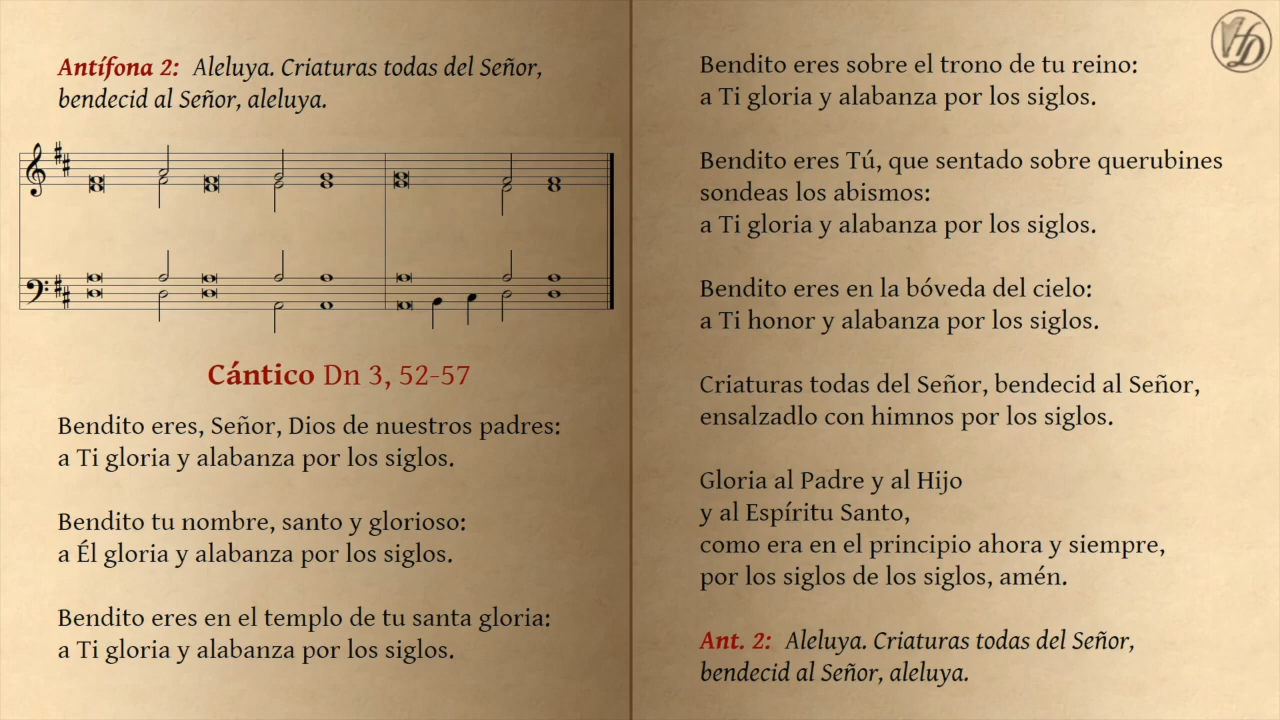 Antífona 2: Aleluya. Criaturas todas del Señor,
bendecid al Señor, aleluya.
Cántico Dn 3, 52-57
Bendito eres, Señor, Dios de nuestros padres:
a Ti gloria y alabanza por los siglos.
Bendito tu nombre, santo y glorioso:
a Él gloria y alabanza por los siglos.
Bendito eres en el templo de tu santa gloria:
a Ti gloria y alabanza por los siglos.
Bendito eres sobre el trono de tu reino:
a Ti gloria y alabanza por los siglos.
Bendito eres Tú, que sentado sobre querubines
sondeas los abismos:
a Ti gloria y alabanza por los siglos.
Bendito eres en la bóveda del cielo:
a Ti honor y alabanza por los siglos.
Criaturas todas del Señor, bendecid al Señor,
ensalzadlo con himnos por los siglos.
Gloria al Padre y al Hijo
y al Espíritu Santo,
como era en el principio ahora y siempre,
por los siglos de los siglos, amén.
Ant. 2: Aleluya. Criaturas todas del Señor,
bendecid al Señor, aleluya.
HD